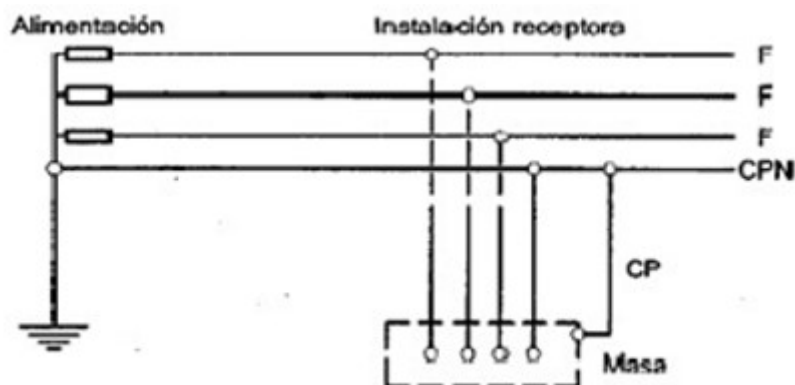 Alimentación
Instalación receptora
F
F
F
CPN
CP
Masa